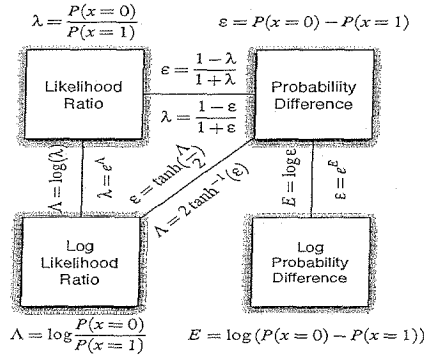 λ = P(x = 0) / P(x = 1)
ε = P(x = 0) − P(x = 1)
Likelihood
Ratio
ε = 1 − λ / 1 + λ
λ = 1 − ε / 1 + ε
Probabiliity
Difference
Λ = log(λ)
λ = e^Λ
ε = tanh(Λ/2)
Λ = 2 tanh⁻¹(ε)
E = log ε
ε = e^E
Log
Likelihood
Ratio
Log
Probability
Difference
Λ = log P(x = 0) / P(x = 1)
E = log (P(x = 0) − P(x = 1))